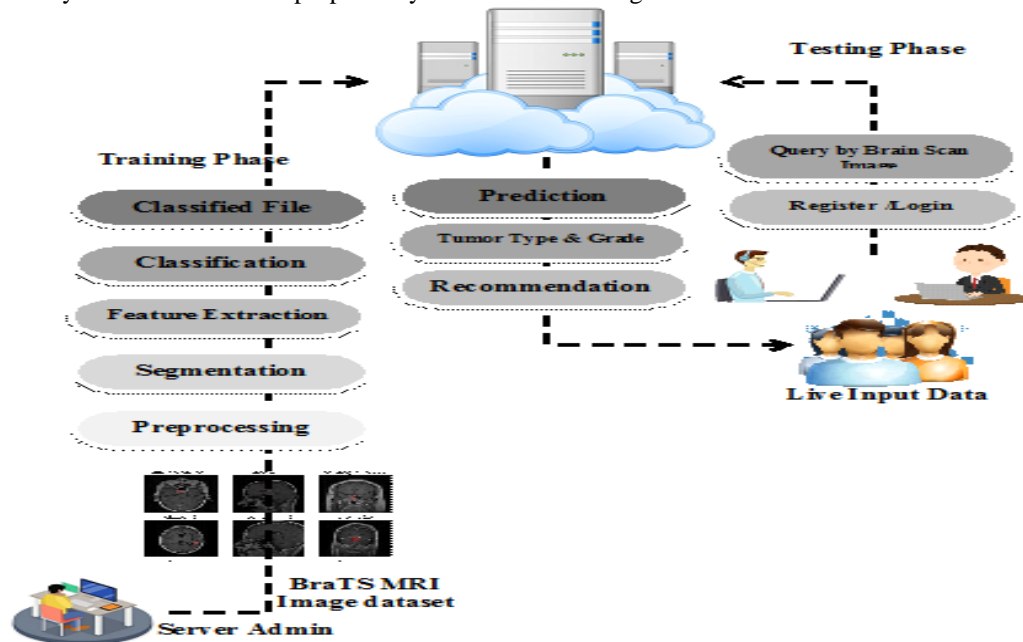 Testing Phase
Training Phase
Query by Brain Scan
Image
Classified File
Prediction
Register /Login
Tumor Type & Grade
Classification
Recommendation
Feature Extraction
Segmentation
Live Input Data
Preprocessing
BraTS MRI
Image dataset
Server Admin